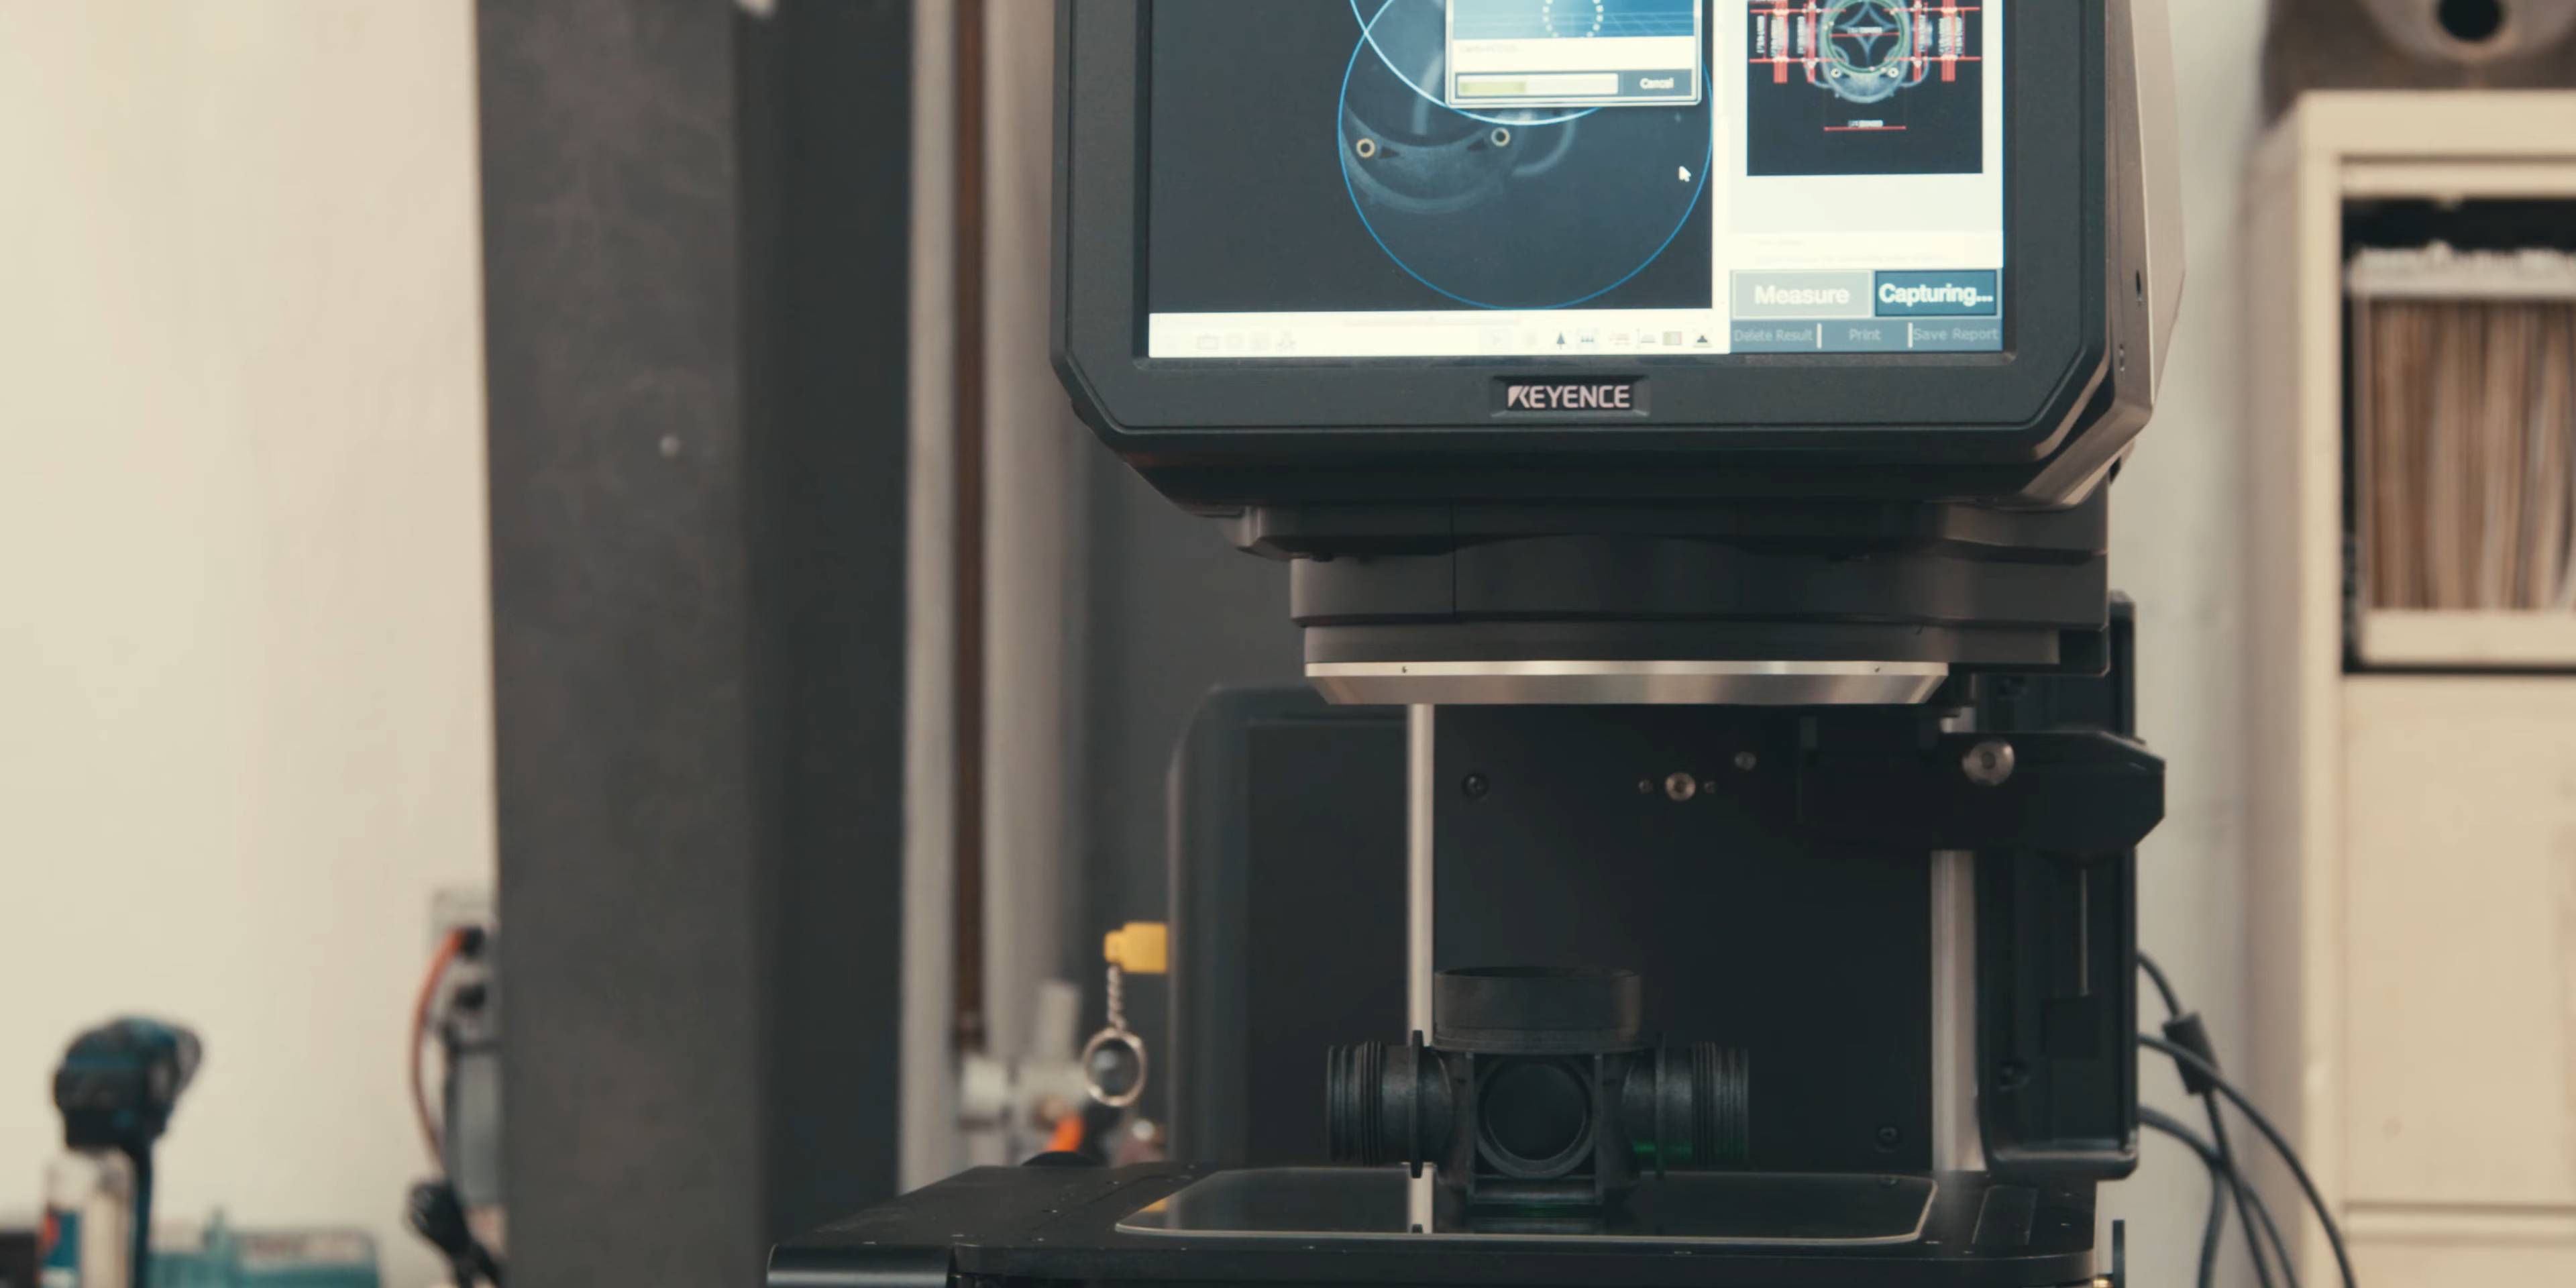 Cancel
Measure
Capturing...
Delete Result
Print
Save Report
KEYENCE